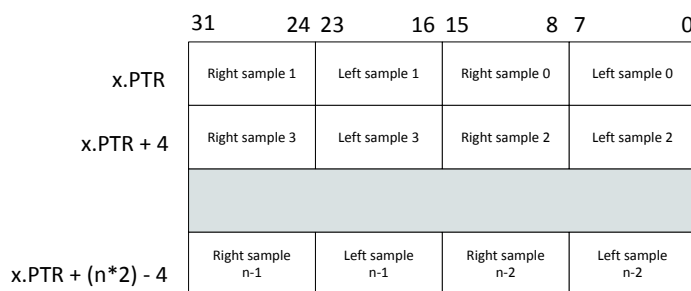 31 24 23 16 15 8 7 0
x.PTR Right sample 1 Left sample 1 Right sample 0 Left sample 0
x.PTR + 4 Right sample 3 Left sample 3 Right sample 2 Left sample 2
x.PTR + (n*2) - 4 Right sample Left sample Right sample Left sample
n-1 n-1 n-2 n-2